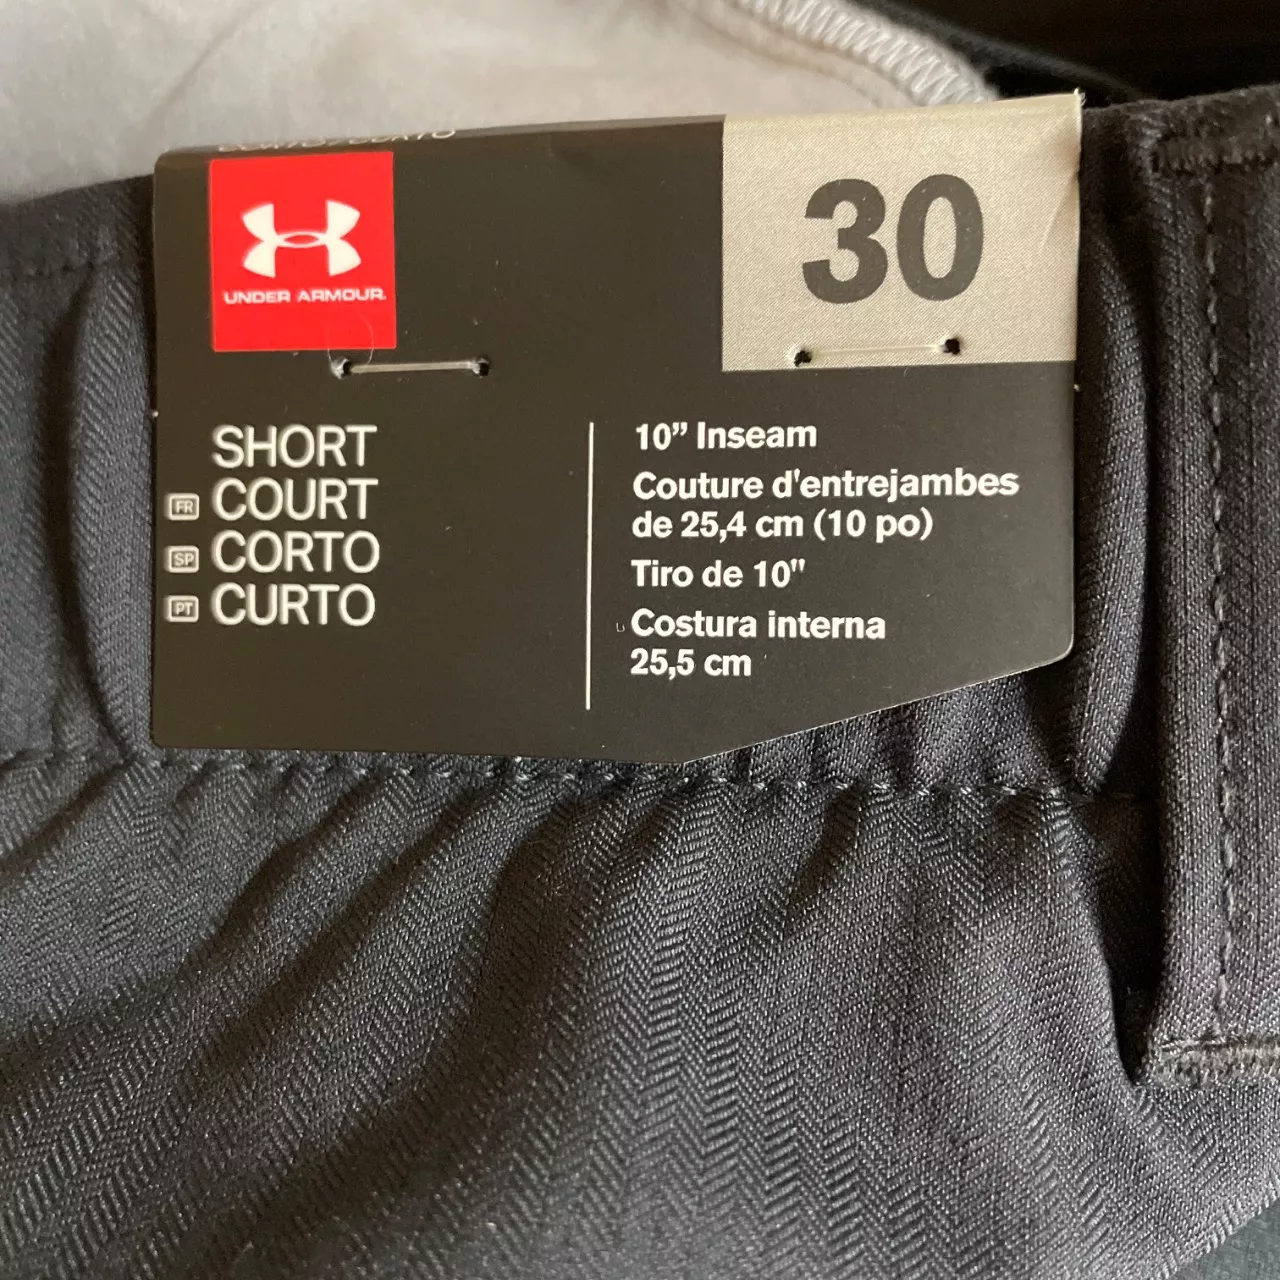 UNDER ARMOUR
30
SHORT
FR COURT
SP CORTO
PT CURTO
10” Inseam
Couture d'entrejambes
de 25,4 cm (10 po)
Tiro de 10"
Costura interna
25,5 cm